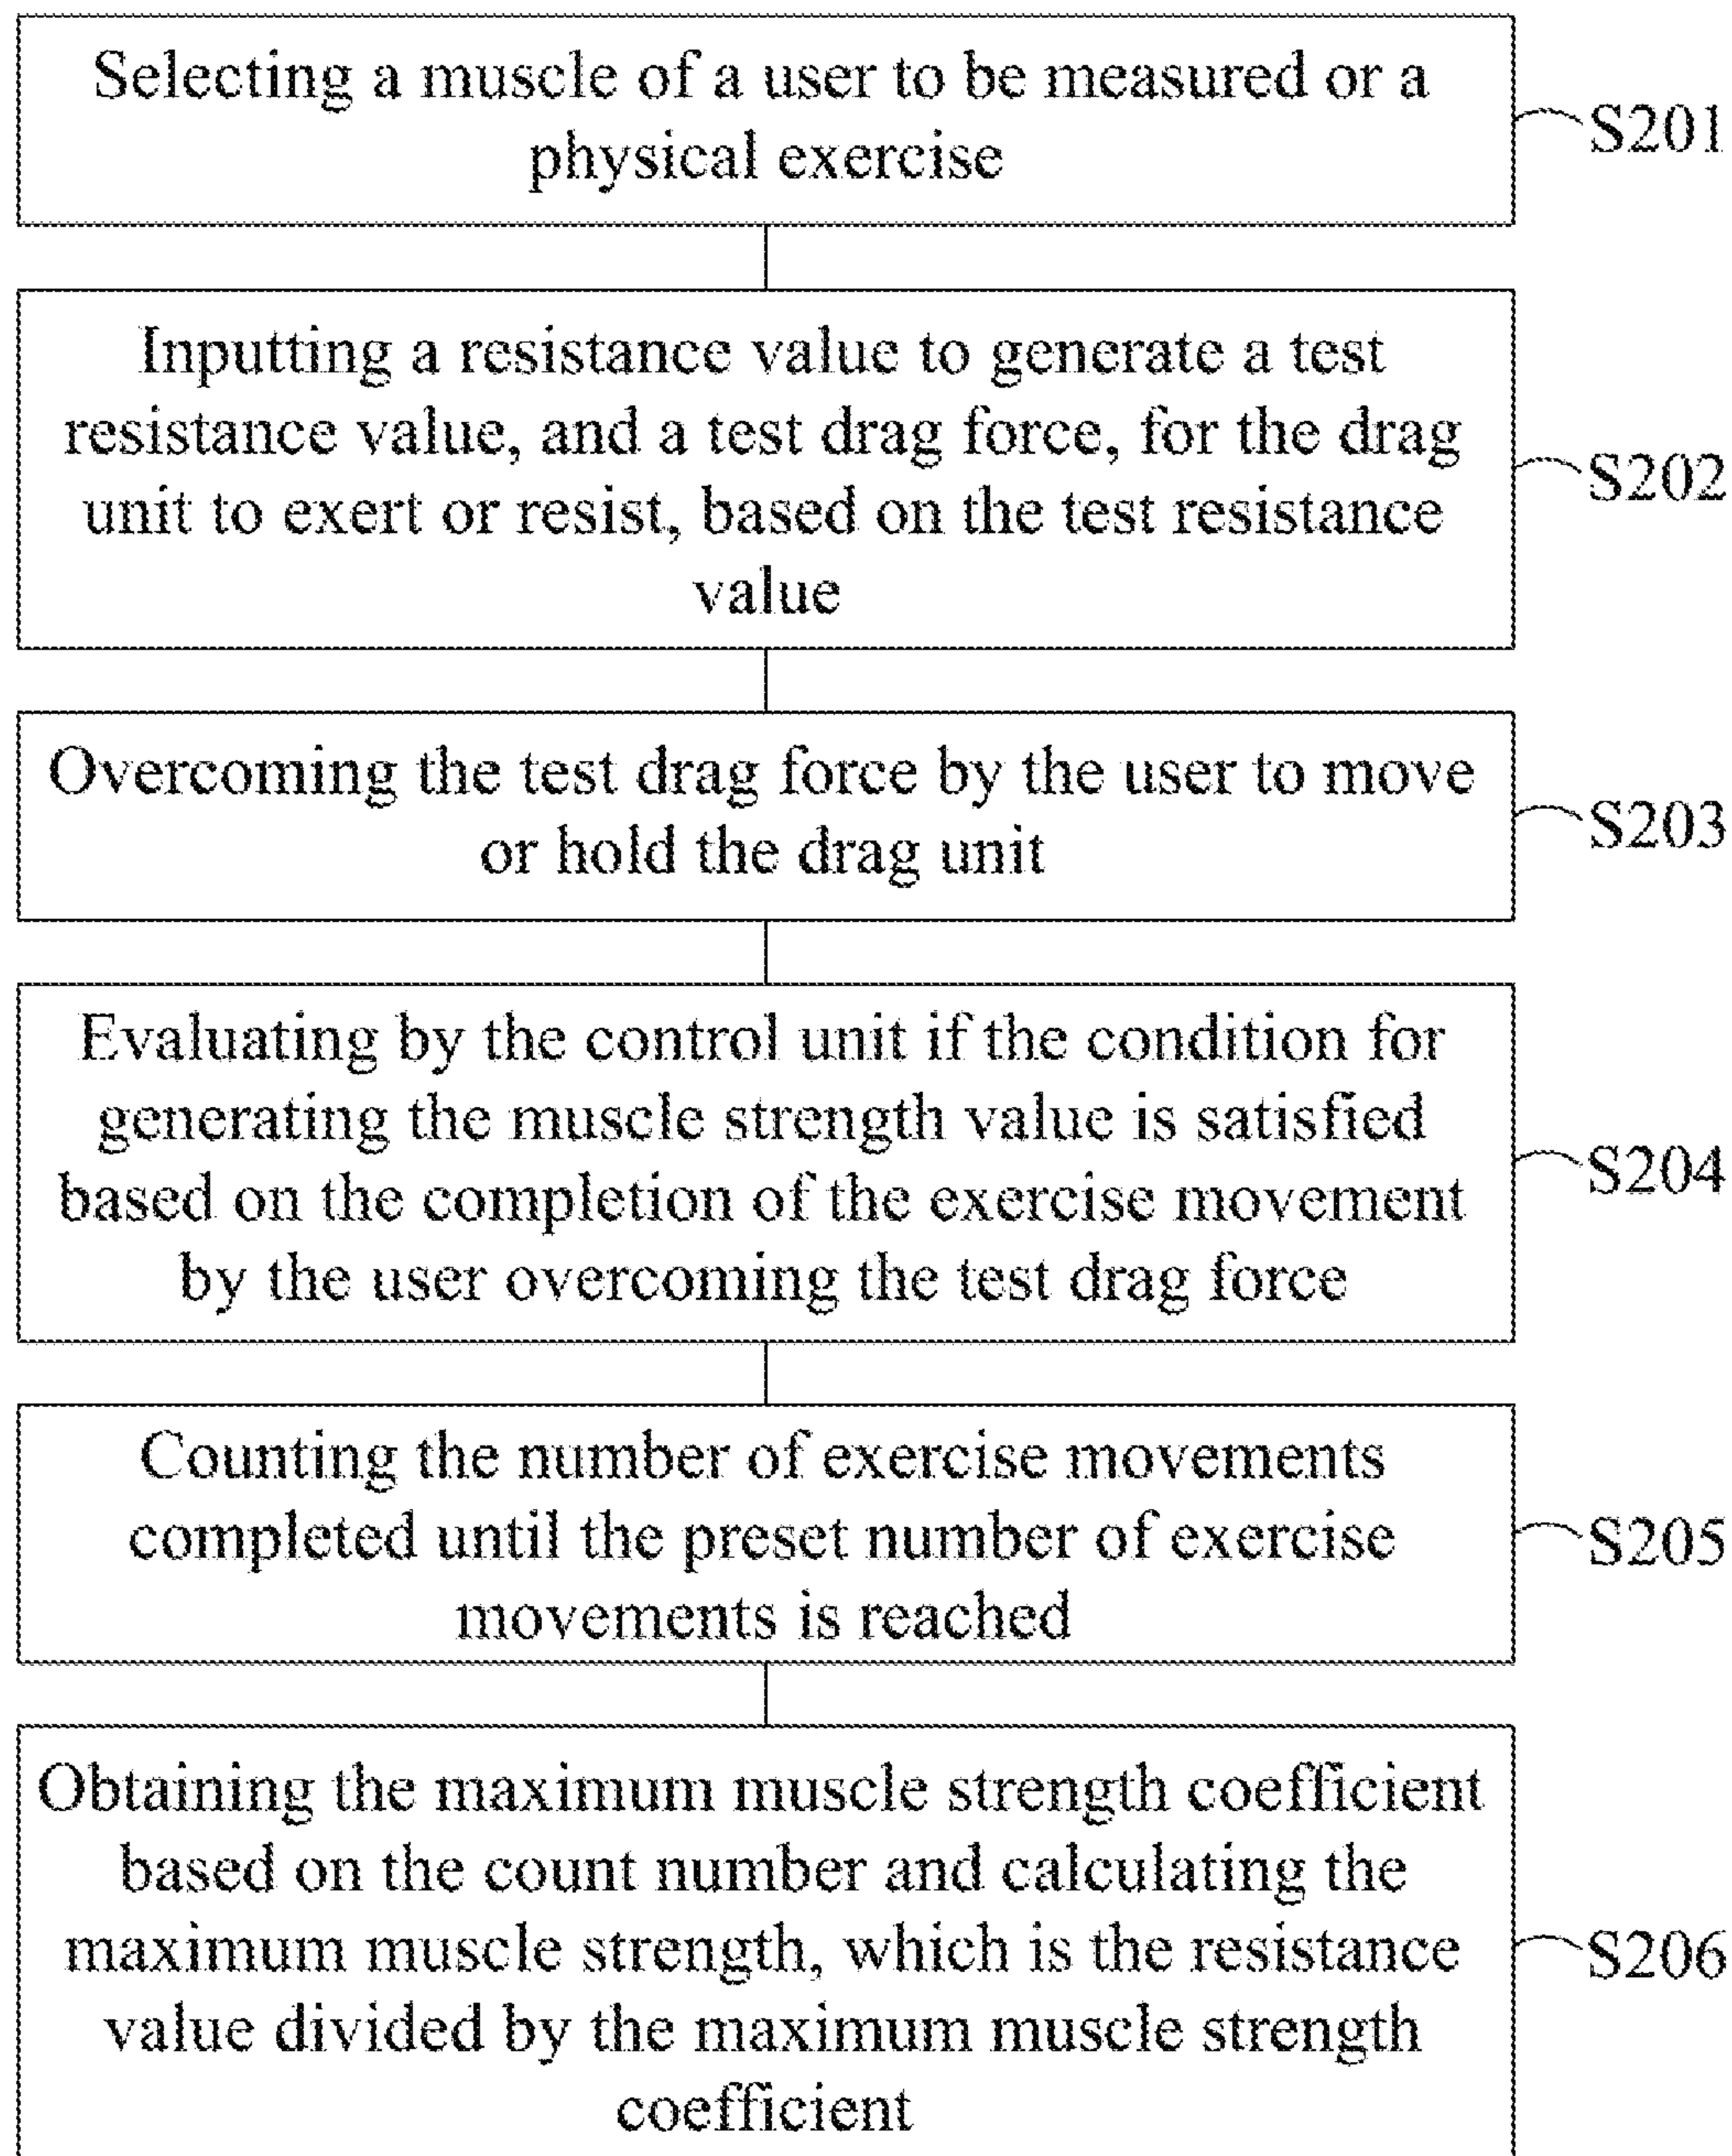 Selecting a muscle of a user to be measured or a
physical exercise
S201
Inputting a resistance value to generate a test
resistance value, and a test drag force, for the drag
unit to exert or resist, based on the test resistance
value
S202
Overcoming the test drag force by the user to move
or hold the drag unit
S203
Evaluating by the control unit if the condition for
generating the muscle strength value is satisfied
based on the completion of the exercise movement
by the user overcoming the test drag force
S204
Counting the number of exercise movements
completed until the preset number of exercise
movements is reached
S205
Obtaining the maximum muscle strength coefficient
based on the count number and calculating the
maximum muscle strength, which is the resistance
value divided by the maximum muscle strength
coefficient
S206